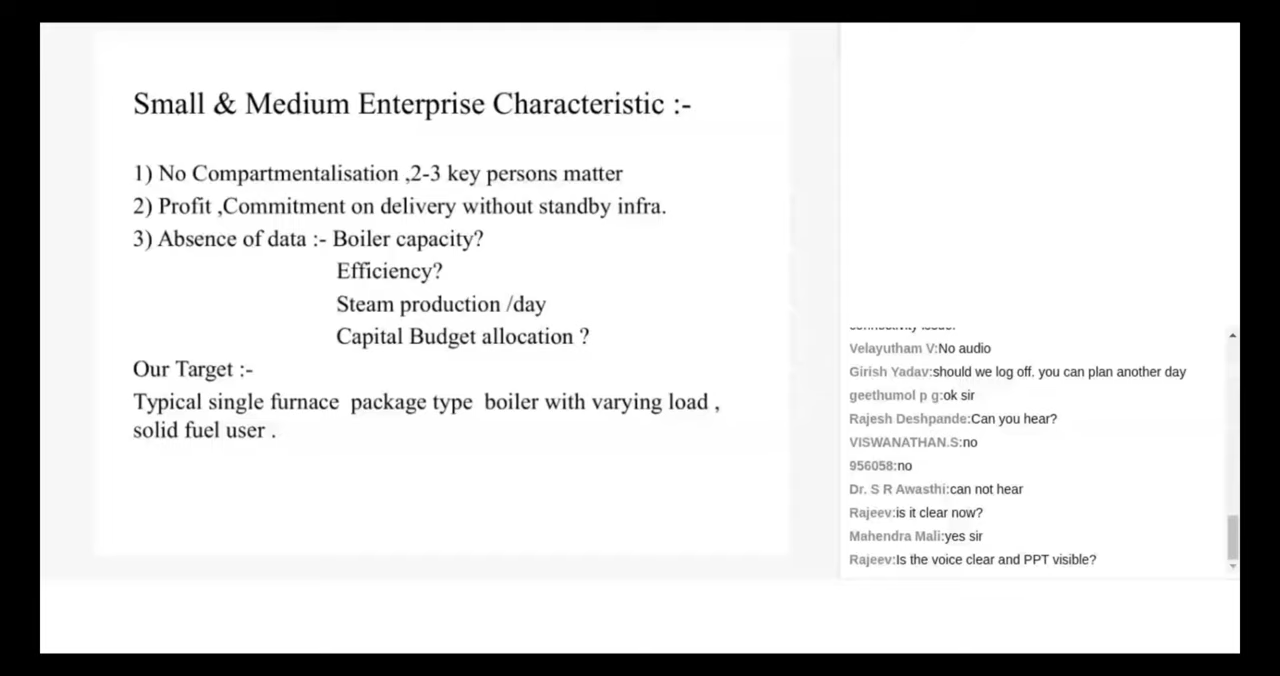 Small & Medium Enterprise Characteristic :-
1) No Compartmentalisation ,2-3 key persons matter
2) Profit ,Commitment on delivery without standby infra.
3) Absence of data :- Boiler capacity?
Efficiency?
Steam production /day
Capital Budget allocation ?
Our Target :-
Typical single furnace package type boiler with varying load ,
solid fuel user .
Velayutham V:No audio
Girish Yadav:should we log off. you can plan another day
geethumol p g:ok sir
Rajesh Deshpande:Can you hear?
VISWANATHAN.S:no
956058:no
Dr. S R Awasthi:can not hear
Rajeev:is it clear now?
Mahendra Mali:yes sir
Rajeev:Is the voice clear and PPT visible?